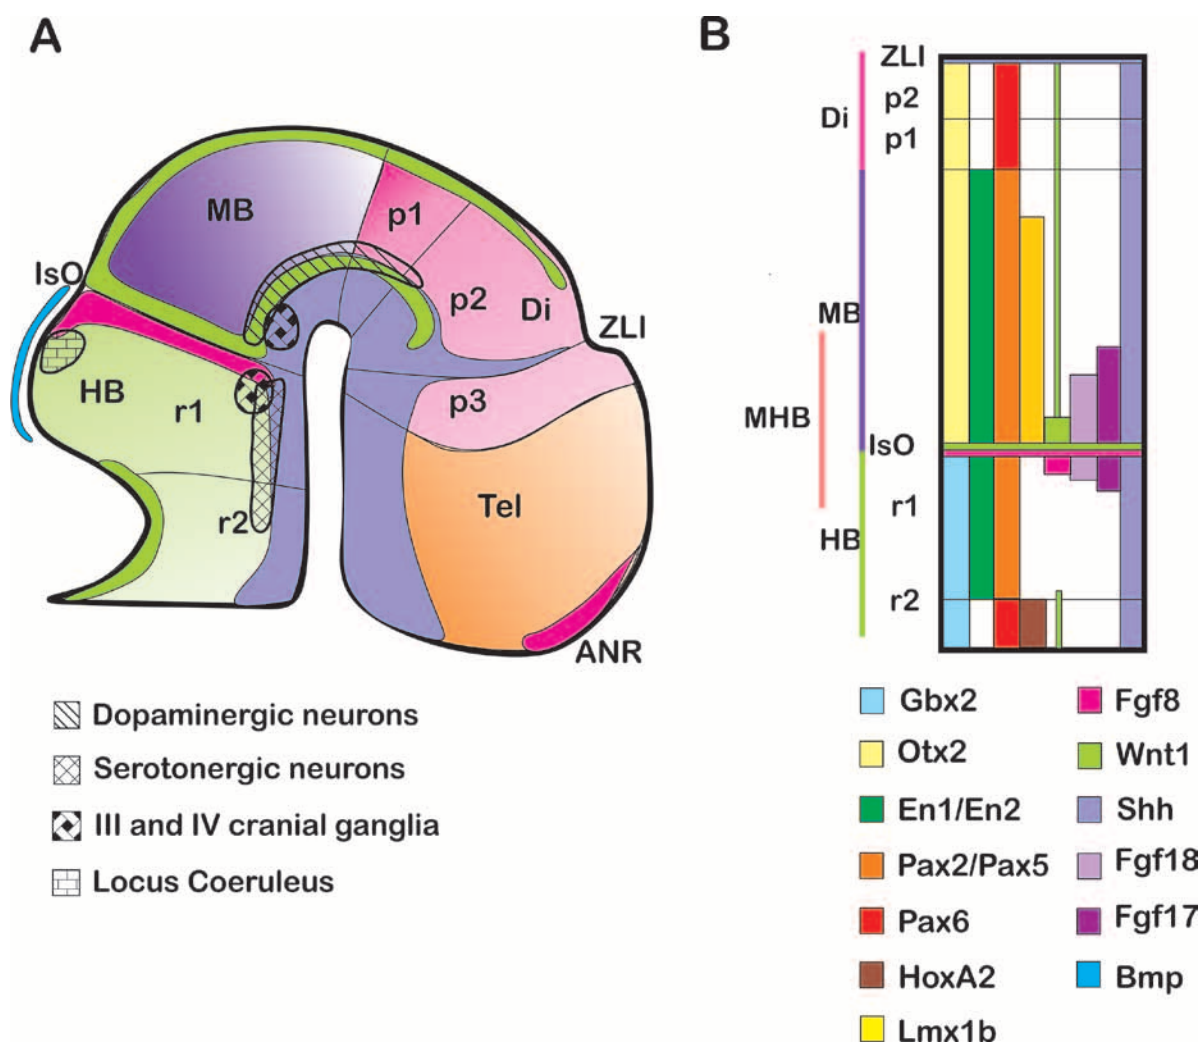 A
MB
p1
IsO
p2
Di
ZLI
HB
r1
p3
Tel
r2
ANR
Dopaminergic neurons
Serotonergic neurons
III and IV cranial ganglia
Locus Coeruleus
B
ZLI
p2
Di
p1
MB
MHB
IsO
r1
HB
r2
Gbx2
Otx2
En1/En2
Pax2/Pax5
Pax6
HoxA2
Lmx1b
Fgf8
Wnt1
Shh
Fgf18
Fgf17
Bmp